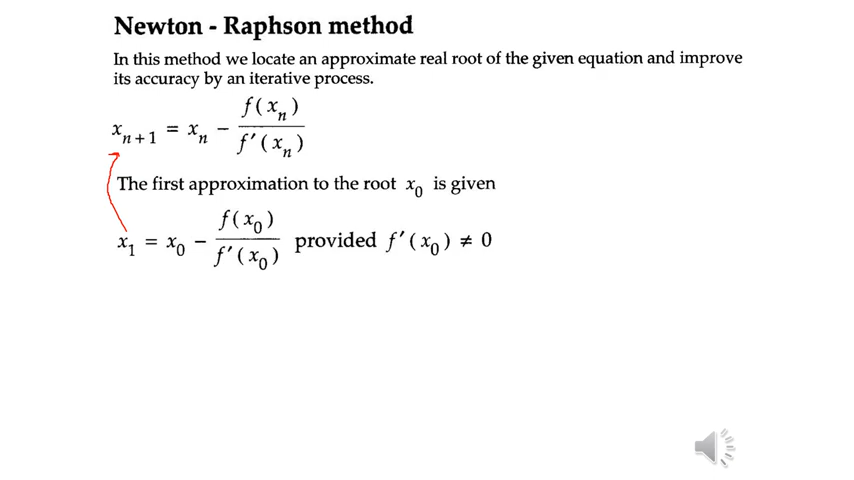 Newton - Raphson method
In this method we locate an approximate real root of the given equation and improve
its accuracy by an iterative process.
x_{n+1} = x_n - \frac{f(x_n)}{f'(x_n)}
The first approximation to the root x_0 is given
x_1 = x_0 - \frac{f(x_0)}{f'(x_0)} provided f'(x_0) ≠ 0